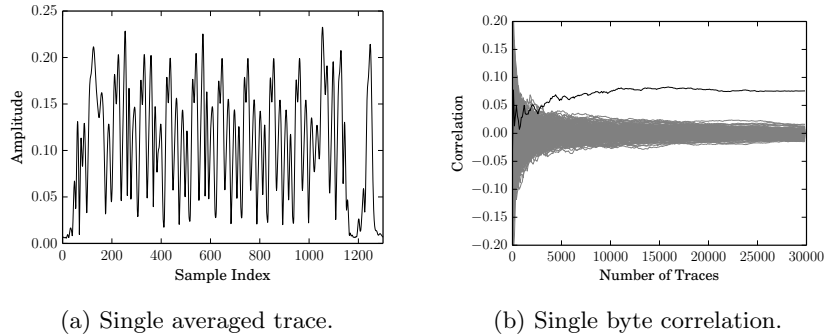 0.25
0.20
0.15
0.10
0.05
0.00
Amplitude
0 200 400 600 800 1000 1200
Sample Index
(a) Single averaged trace.
0.20
0.15
0.10
0.05
0.00
−0.05
−0.10
−0.15
−0.20
Correlation
0 5000 10000 15000 20000 25000 30000
Number of Traces
(b) Single byte correlation.